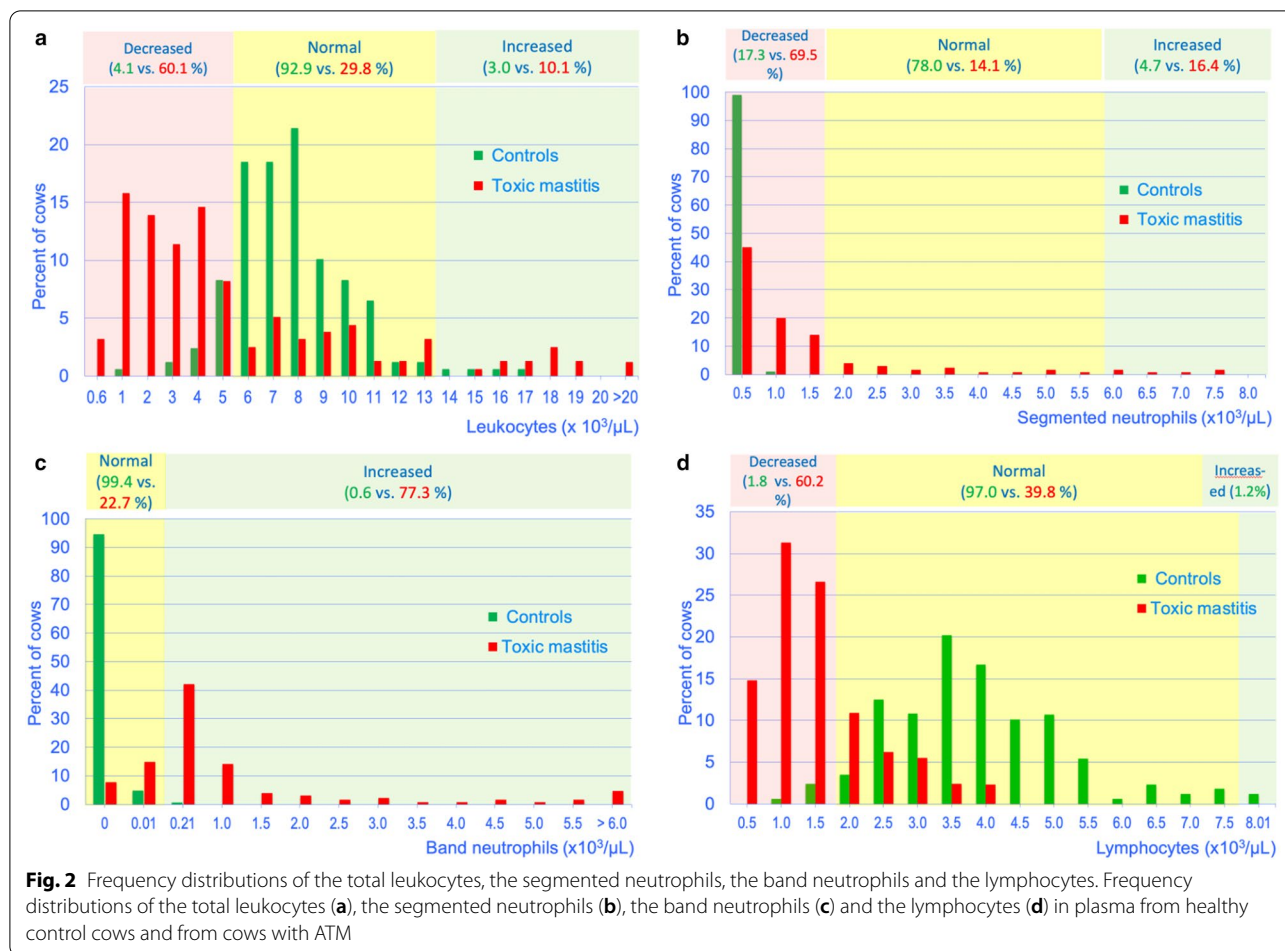 a
Decreased
(4.1 vs. 60.1 %)
Normal
(92.9 vs. 29.8 %)
Increased
(3.0 vs. 10.1 %)
25
20
15
10
5
0
Percent of cows
Controls
Toxic mastitis
0.6 1 2 3 4 5 6 7 8 9 10 11 12 13 14 15 16 17 18 19 20 >20
Leukocytes (x 10³/µL)
b
Decreased
(17.3 vs. 69.5
%)
Normal
(78.0 vs. 14.1 %)
Increased
(4.7 vs. 16.4 %)
100
90
80
70
60
50
40
30
20
10
0
Percent of cows
Controls
Toxic mastitis
0.5 1.0 1.5 2.0 2.5 3.0 3.5 4.0 4.5 5.0 5.5 6.0 6.5 7.0 7.5 8.0
Segmented neutrophils (x10³/µL)
c
Normal
(99.4 vs.
22.7 %)
Increased
(0.6 vs. 77.3 %)
100
90
80
70
60
50
40
30
20
10
0
Percent of cows
Controls
Toxic mastitis
0 0.01 0.21 1.0 1.5 2.0 2.5 3.0 3.5 4.0 4.5 5.0 5.5 > 6.0
Band neutrophils (x10³/µL)
d
Decreased
(1.8 vs. 60.2
%)
Normal
(97.0 vs. 39.8 %)
Increas-
ed (1.2%)
35
30
25
20
15
10
5
0
Percent of cows
Controls
Toxic mastitis
0.5 1.0 1.5 2.0 2.5 3.0 3.5 4.0 4.5 5.0 5.5 6.0 6.5 7.0 7.5 8.01
Lymphocytes (x10³/µL)
Fig. 2 Frequency distributions of the total leukocytes, the segmented neutrophils, the band neutrophils and the lymphocytes. Frequency
distributions of the total leukocytes (a), the segmented neutrophils (b), the band neutrophils (c) and the lymphocytes (d) in plasma from healthy
control cows and from cows with ATM